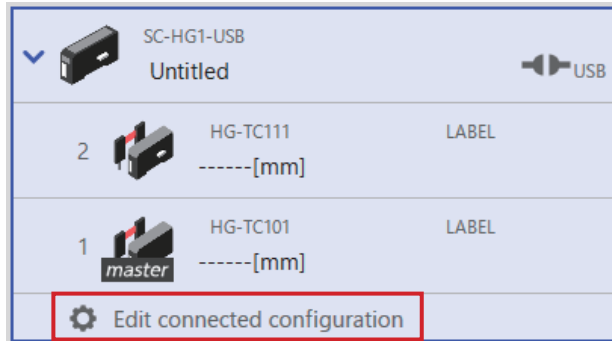 SC-HG1-USB
Untitled
USB
2
HG-TC111
LABEL
------[mm]
1
HG-TC101
LABEL
master
------[mm]
Edit connected configuration